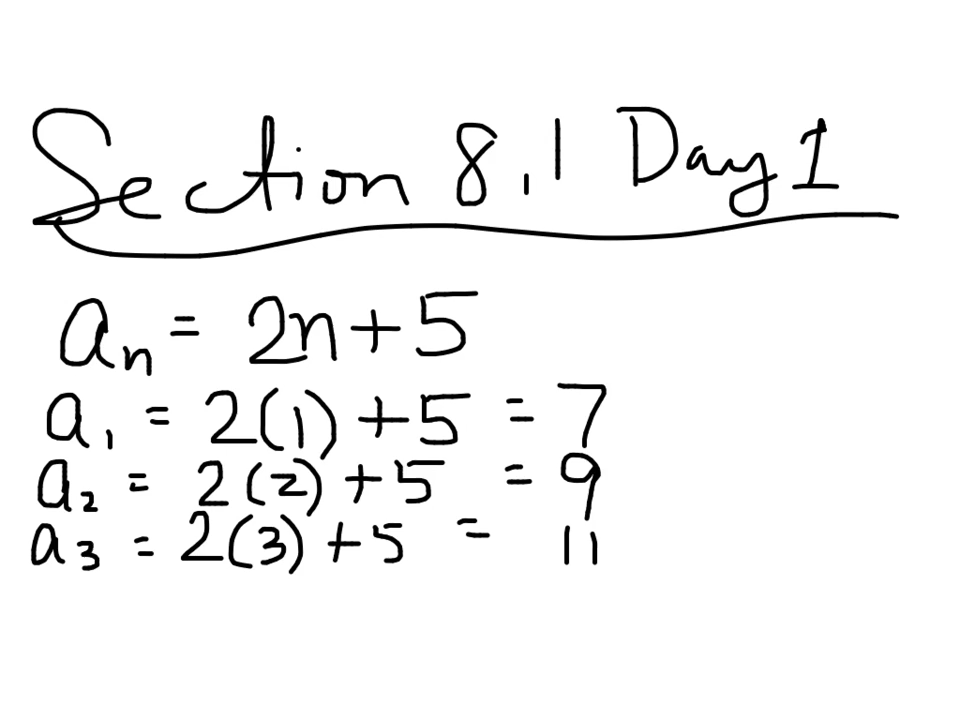 Section 8.1 Day 1
aₙ = 2n+5
a₁ = 2(1)+5 = 7
a₂ = 2(2)+5 = 9
a₃ = 2(3)+5 = 11